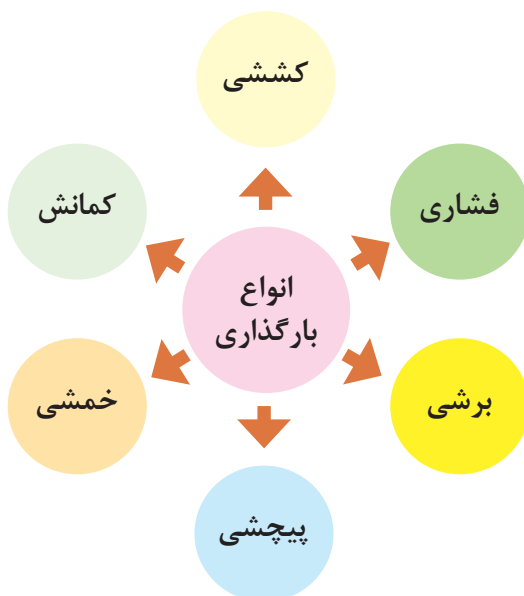 کششی
فشاری
کمانش
انواع
بارگذاری
برشی
خمشی
پیچشی